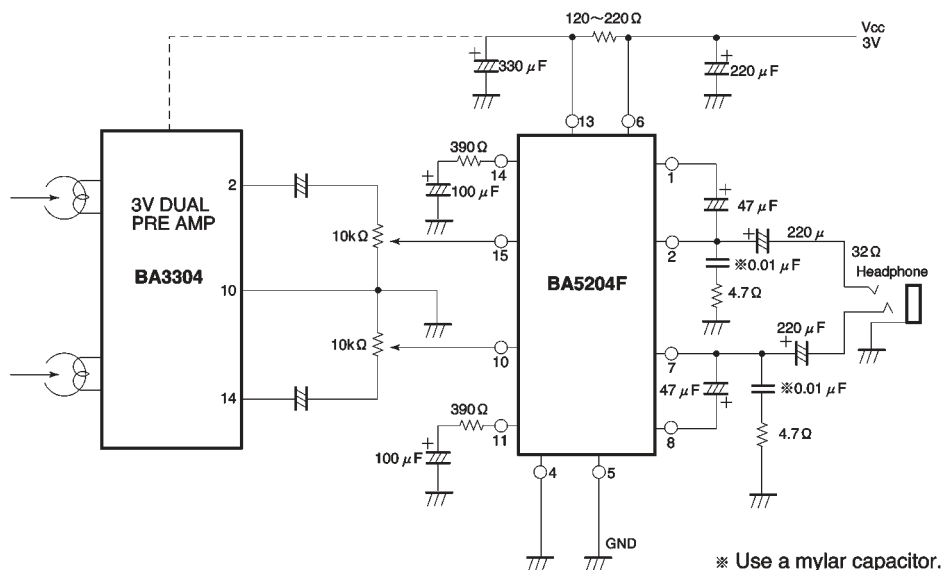 120~220Ω
Vcc
3V
+
330 μF
+
220 μF
13
6
390Ω
14
+
100 μF
1
+
47 μF
2
3V DUAL
PRE AMP
BA3304
10kΩ
15
BA5204F
2
+
220 μ
※0.01 μF
4.7Ω
32Ω
Headphone
10
10kΩ
10
7
220 μF
+
47 μF
+
※0.01 μF
4.7Ω
14
390Ω
11
+
100 μF
8
4
5
GND
※ Use a mylar capacitor.